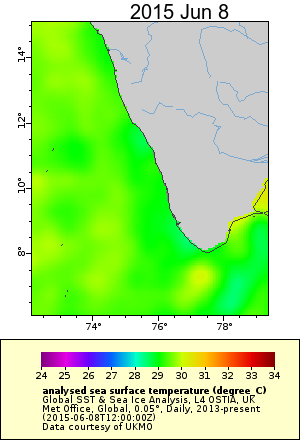 2015 Jun 8
14°
12°
10°
8°
74°
76°
78°
24 25 26 27 28 29 30 31 32 33 34
analysed sea surface temperature (degree_C)
Global SST & Sea Ice Analysis, L4 OSTIA, UK
Met Office, Global, 0.05°, Daily, 2013-present
(2015-06-08T12:00:00Z)
Data courtesy of UKMO